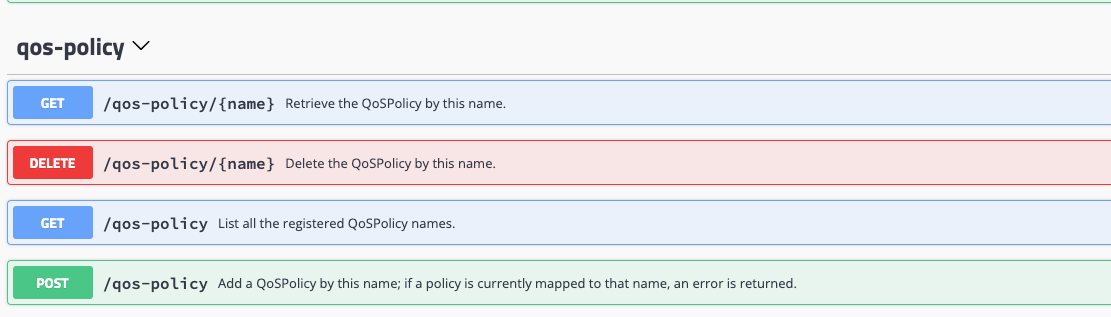 qos-policy
GET /qos-policy/{name} Retrieve the QoSPolicy by this name.
DELETE /qos-policy/{name} Delete the QoSPolicy by this name.
GET /qos-policy List all the registered QoSPolicy names.
POST /qos-policy Add a QoSPolicy by this name; if a policy is currently mapped to that name, an error is returned.